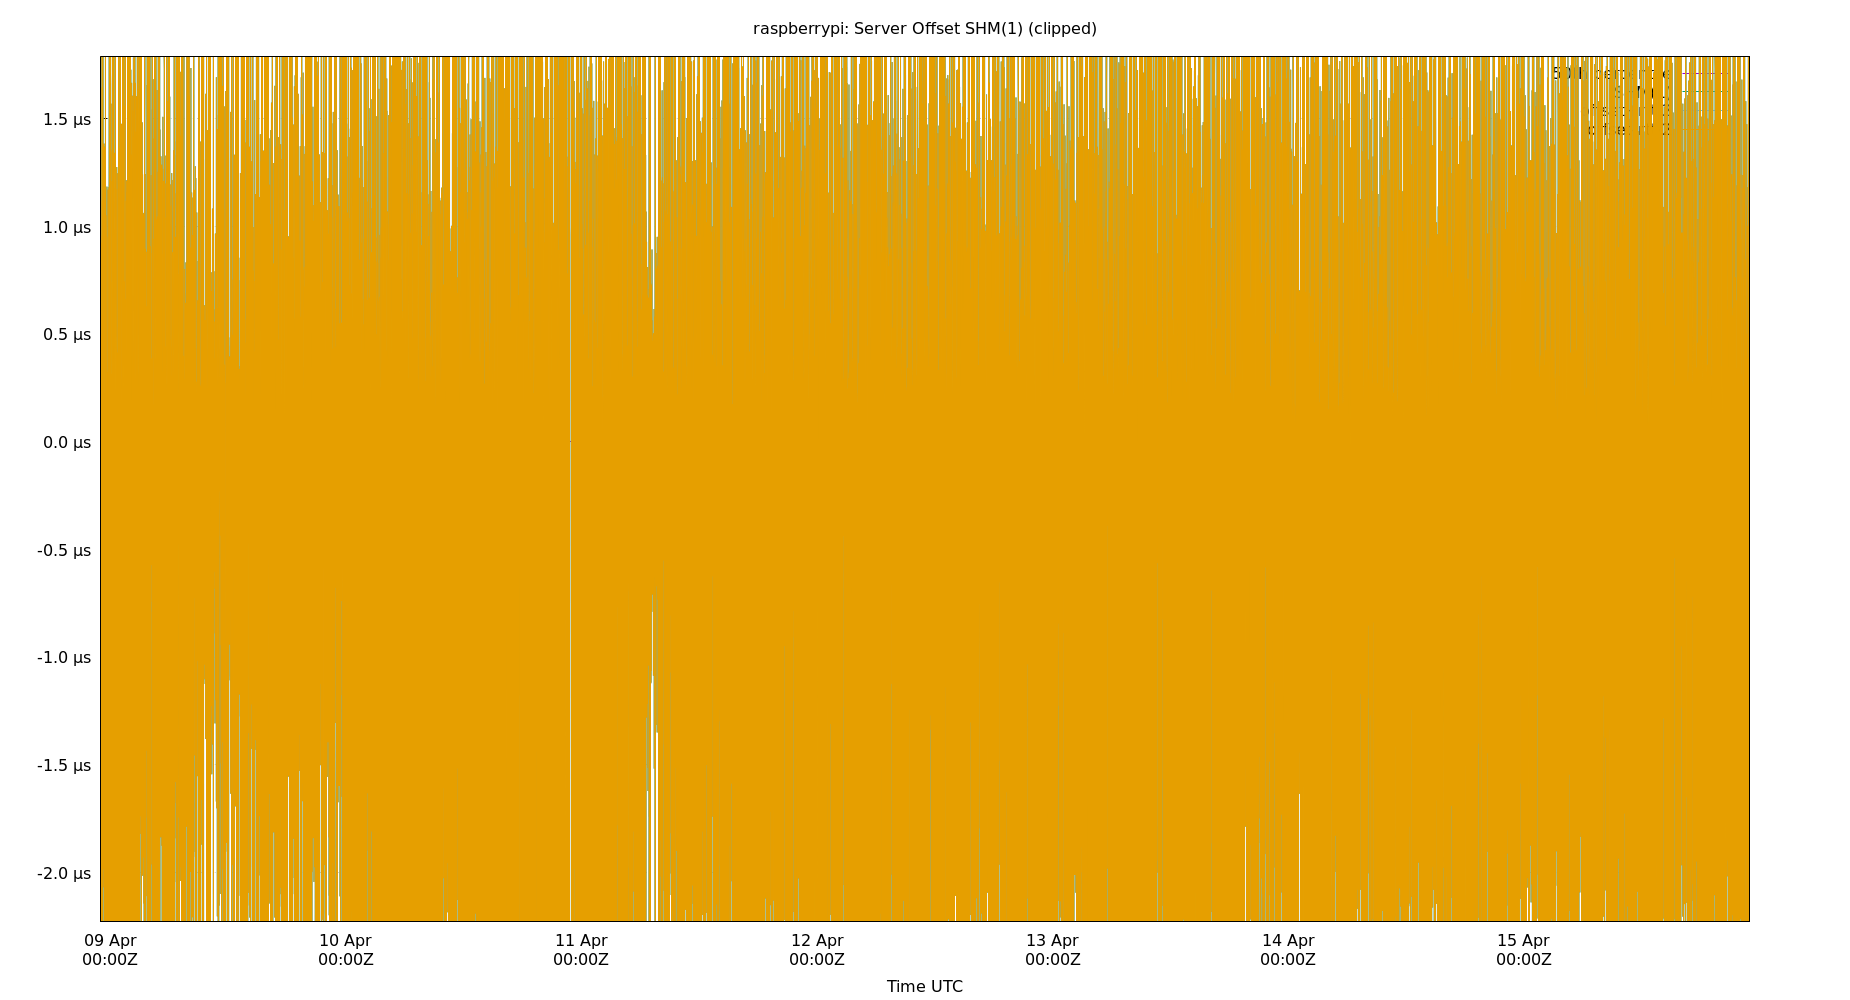 raspberrypi: Server Offset SHM(1) (clipped)
1.5 µs
1.0 µs
0.5 µs
0.0 µs
-0.5 µs
-1.0 µs
-1.5 µs
-2.0 µs
09 Apr 10 Apr 11 Apr 12 Apr 13 Apr 14 Apr 15 Apr
00:00Z 00:00Z 00:00Z 00:00Z 00:00Z 00:00Z 00:00Z
Time UTC